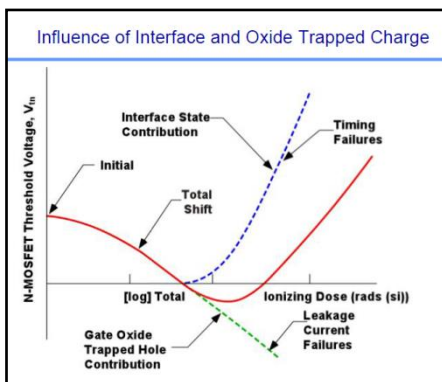 Influence of Interface and Oxide Trapped Charge
N-MOSFET Threshold Voltage, Vtn
Interface State
Contribution
Timing
Failures
Initial
Total
Shift
[log] Total
Ionizing Dose (rads (si))
Gate Oxide
Trapped Hole
Contribution
Leakage
Current
Failures